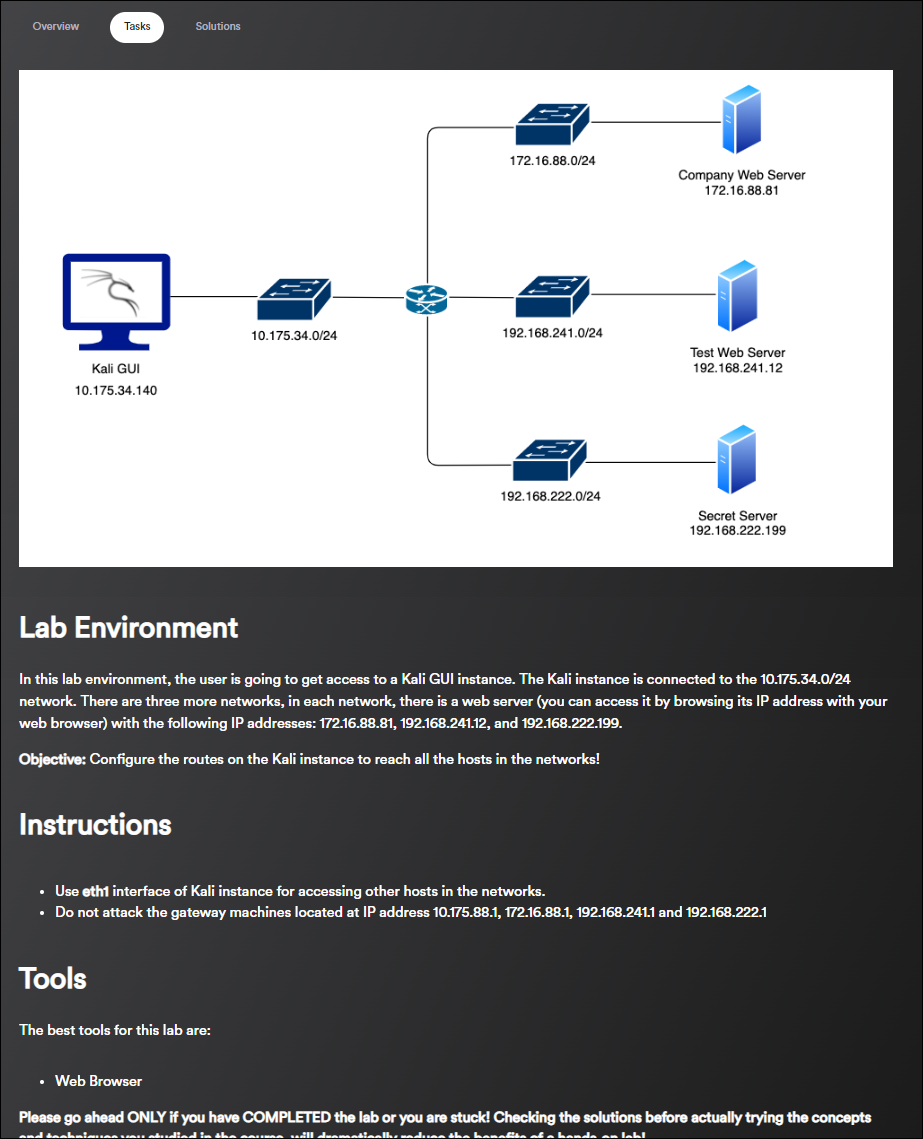 Overview
Tasks
Solutions
172.16.88.0/24
Company Web Server
172.16.88.81
10.175.34.0/24
Kali GUI
10.175.34.140
192.168.241.0/24
Test Web Server
192.168.241.12
192.168.222.0/24
Secret Server
192.168.222.199
Lab Environment
In this lab environment, the user is going to get access to a Kali GUI instance. The Kali instance is connected to the 10.175.34.0/24
network. There are three more networks, in each network, there is a web server (you can access it by browsing its IP address with your
web browser) with the following IP addresses: 172.16.88.81, 192.168.241.12, and 192.168.222.199.
Objective: Configure the routes on the Kali instance to reach all the hosts in the networks!
Instructions
• Use eth1 interface of Kali instance for accessing other hosts in the networks.
• Do not attack the gateway machines located at IP address 10.175.88.1, 172.16.88.1, 192.168.241.1 and 192.168.222.1
Tools
The best tools for this lab are:
• Web Browser
Please go ahead ONLY if you have COMPLETED the lab or you are stuck! Checking the solutions before actually trying the concepts
and techniques you studied in the course, will dramatically reduce the benefits of a hands-on lab!